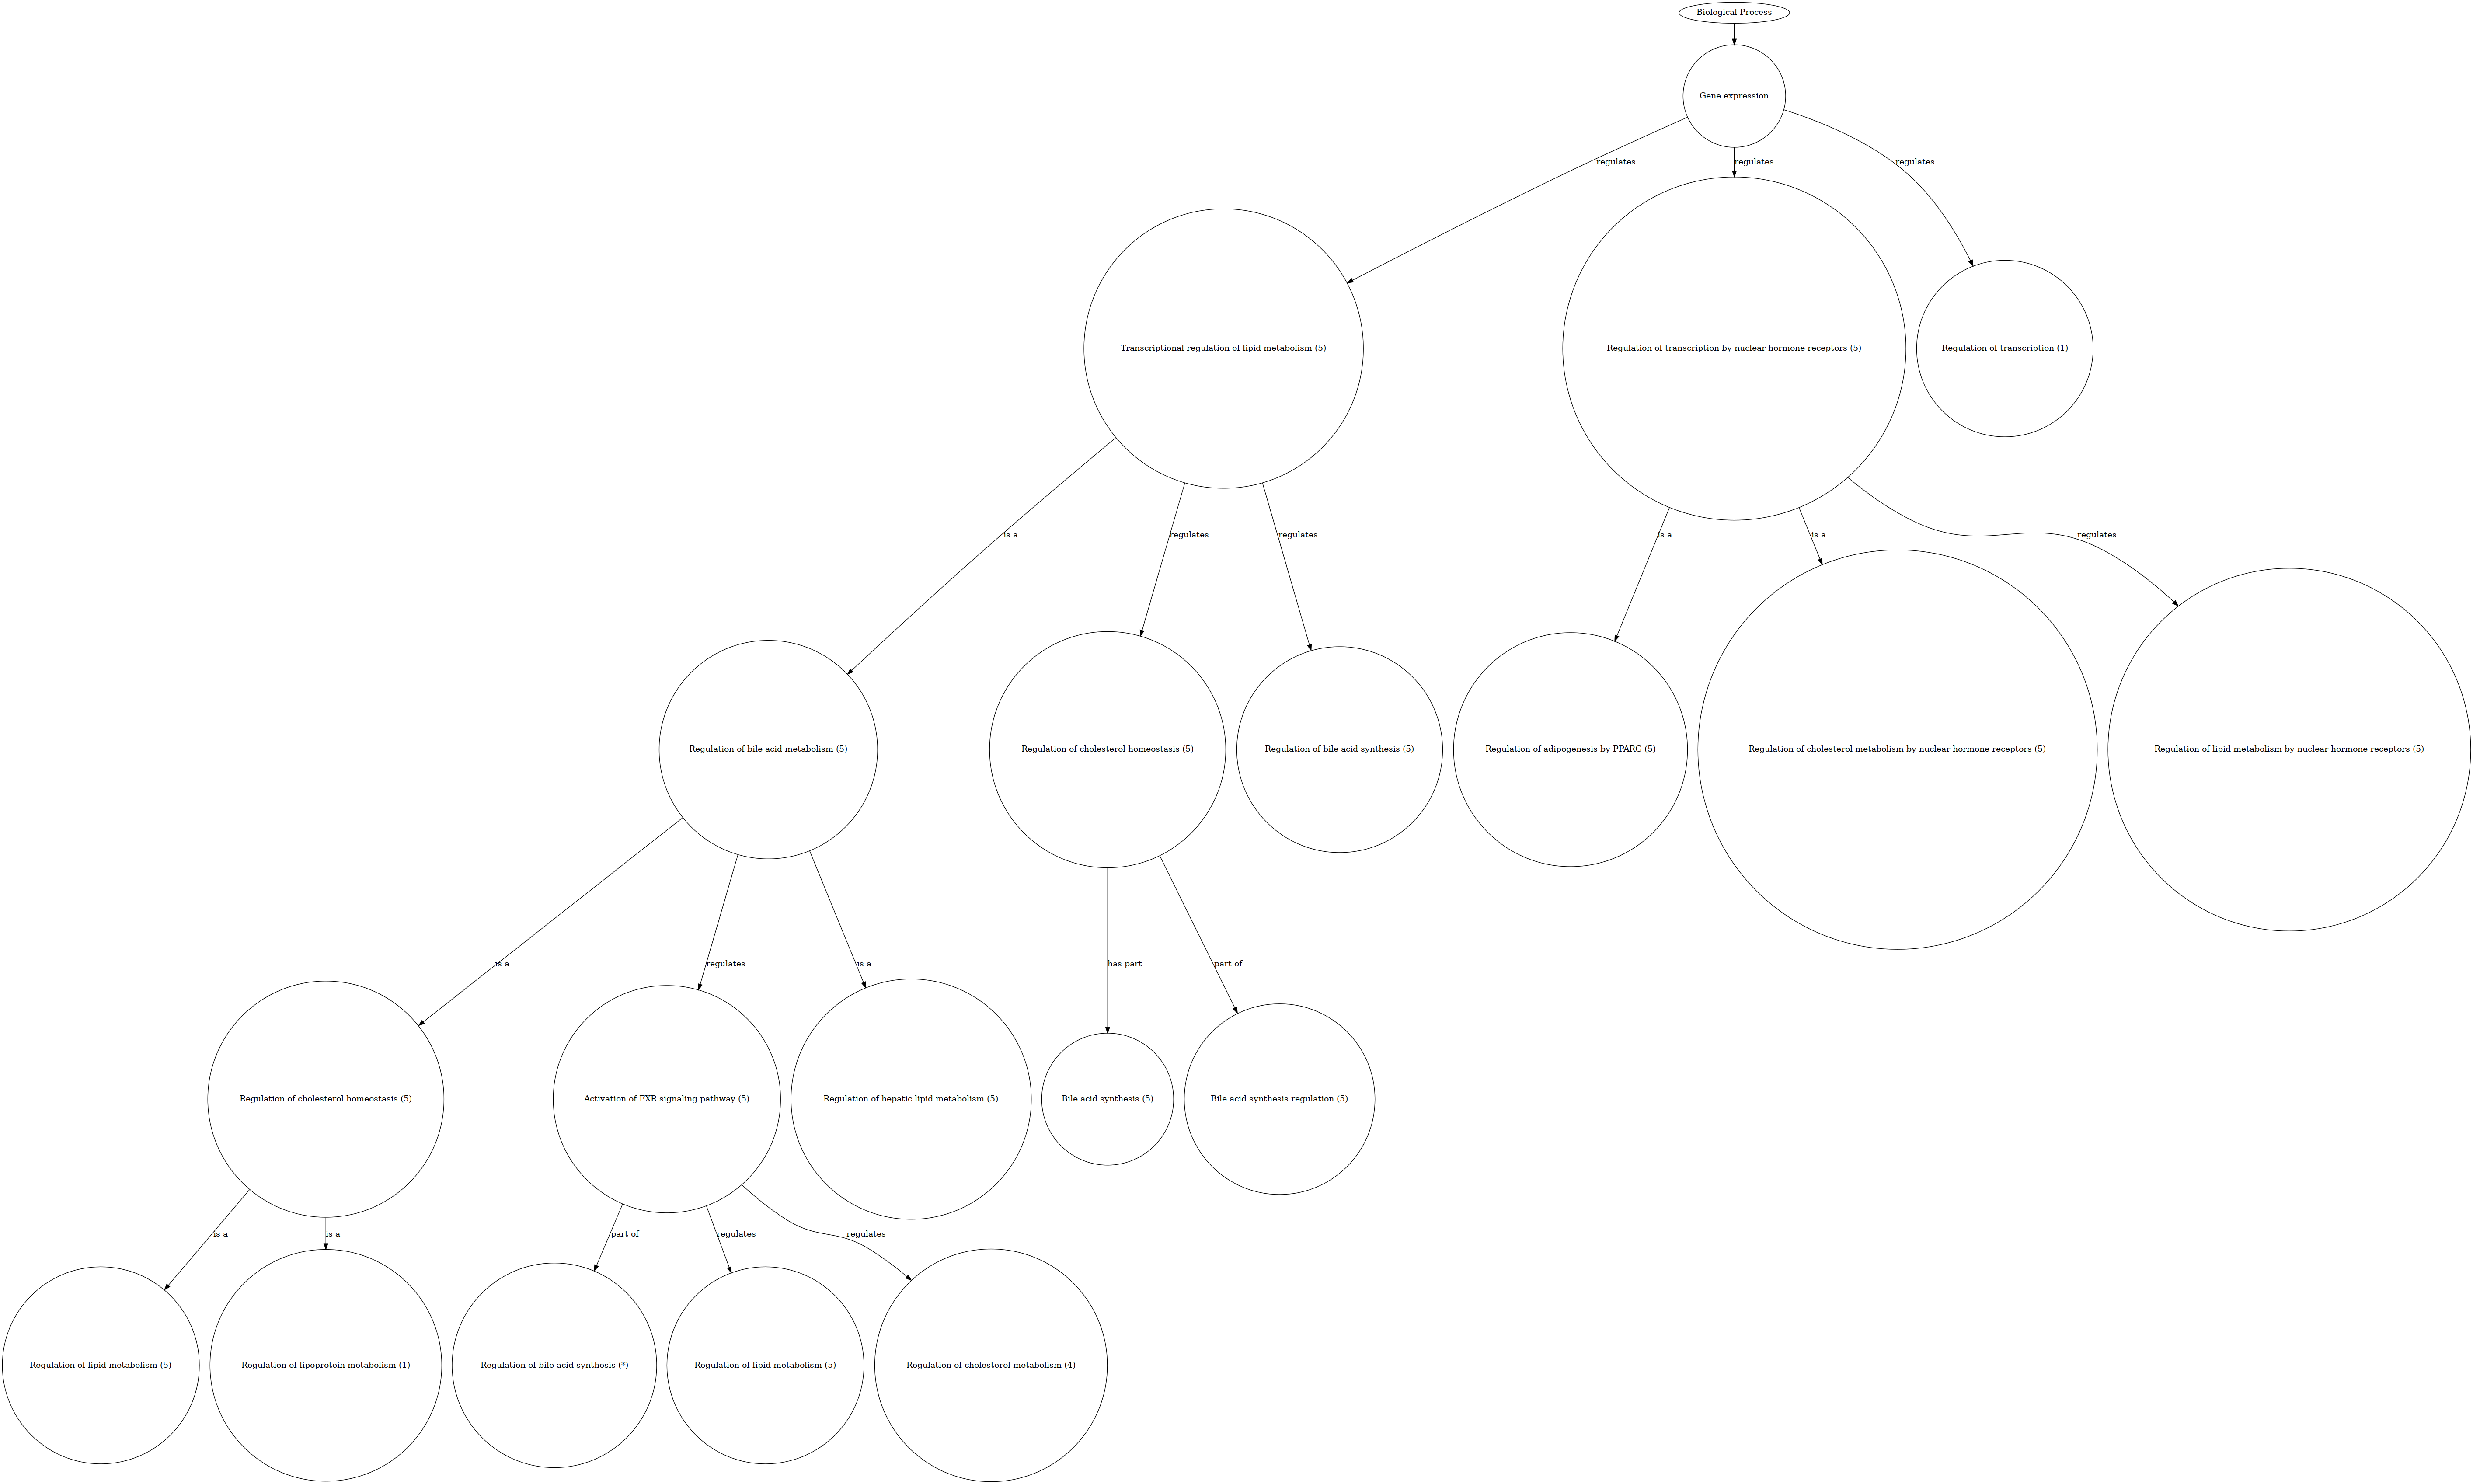 Biological Process
Gene expression
regulates
regulates
regulates
Transcriptional regulation of lipid metabolism (5)
Regulation of transcription by nuclear hormone receptors (5)
Regulation of transcription (1)
is a
regulates
regulates
is a
is a
regulates
Regulation of bile acid metabolism (5)
Regulation of cholesterol homeostasis (5)
Regulation of bile acid synthesis (5)
Regulation of adipogenesis by PPARG (5)
Regulation of cholesterol metabolism by nuclear hormone receptors (5)
Regulation of lipid metabolism by nuclear hormone receptors (5)
is a
regulates
is a
has part
part of
Regulation of cholesterol homeostasis (5)
Activation of FXR signaling pathway (5)
Regulation of hepatic lipid metabolism (5)
Bile acid synthesis (5)
Bile acid synthesis regulation (5)
is a
is a
part of
regulates
regulates
Regulation of lipid metabolism (5)
Regulation of lipoprotein metabolism (1)
Regulation of bile acid synthesis (*)
Regulation of lipid metabolism (5)
Regulation of cholesterol metabolism (4)